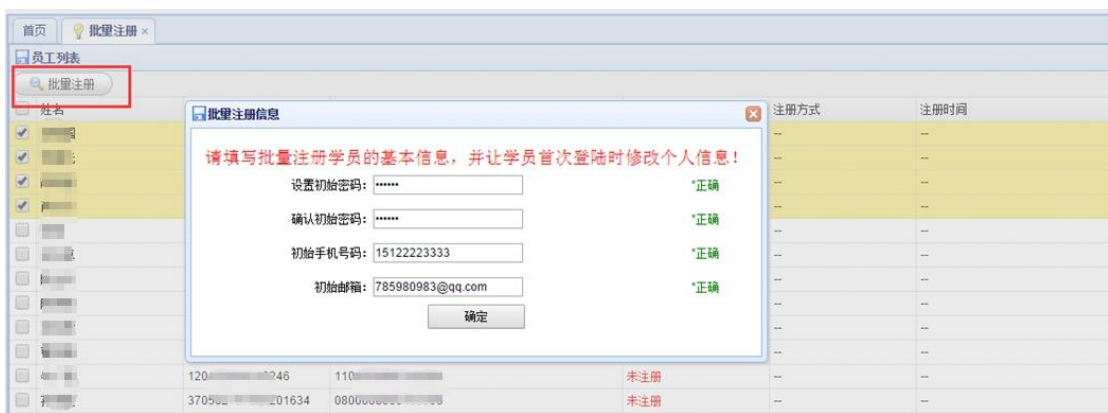 首页 批量注册 ×
员工列表
批量注册
姓名 注册方式 注册时间
批量注册信息
请填写批量注册学员的基本信息，并让学员首次登陆时修改个人信息！
设置初始密码： •••••• *正确
确认初始密码： •••••• *正确
初始手机号码： 15122223333 *正确
初始邮箱： 785980983@qq.com *正确
确定
-- --
-- --
-- --
-- --
-- --
-- --
-- --
-- --
-- --
-- --
未注册 -- --
未注册 -- --